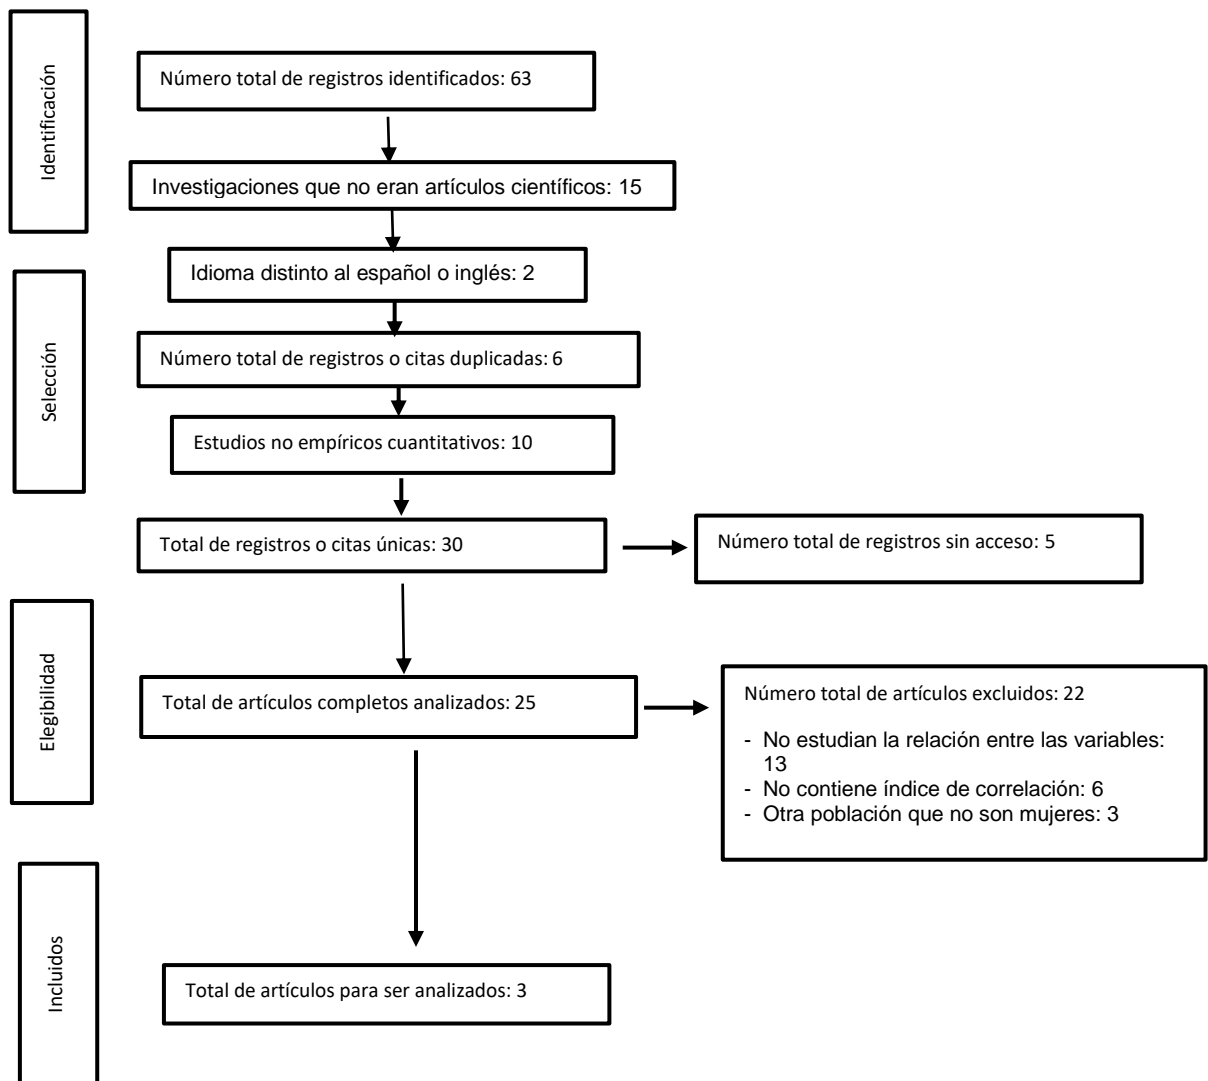 Identificación
Número total de registros identificados: 63
Investigaciones que no eran artículos científicos: 15
Selección
Idioma distinto al español o inglés: 2
Número total de registros o citas duplicadas: 6
Estudios no empíricos cuantitativos: 10
Total de registros o citas únicas: 30
Número total de registros sin acceso: 5
Elegibilidad
Total de artículos completos analizados: 25
Número total de artículos excluidos: 22
- No estudian la relación entre las variables:
13
- No contiene índice de correlación: 6
- Otra población que no son mujeres: 3
Incluidos
Total de artículos para ser analizados: 3